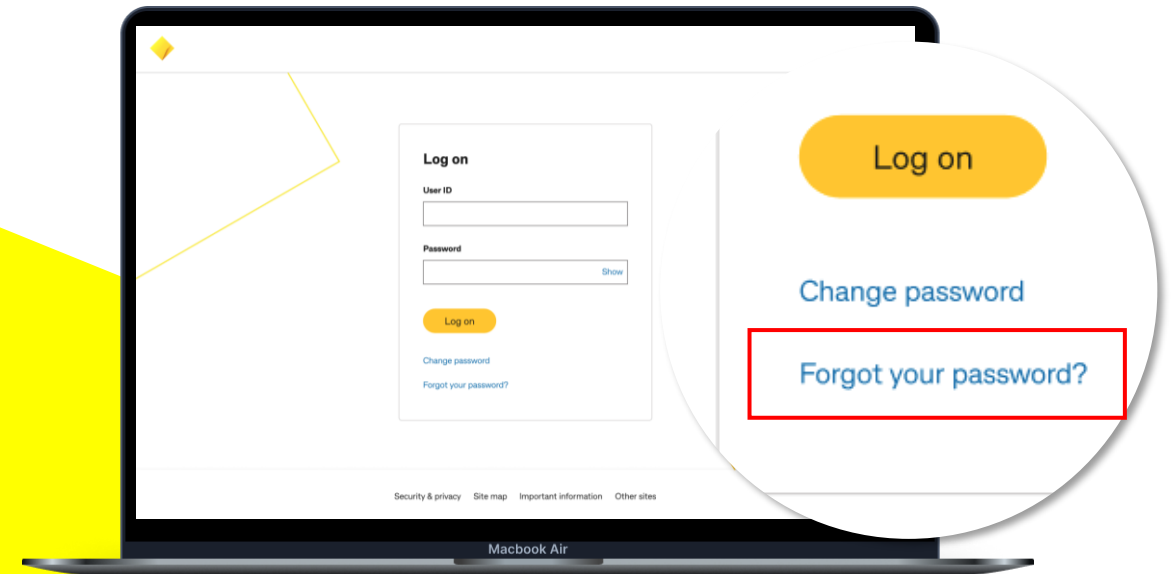 Log on
User ID
Password
Show
Log on
Change password
Forgot your password?
Security & privacy Site map Important information Other sites
Macbook Air
Log on
Change password
Forgot your password?